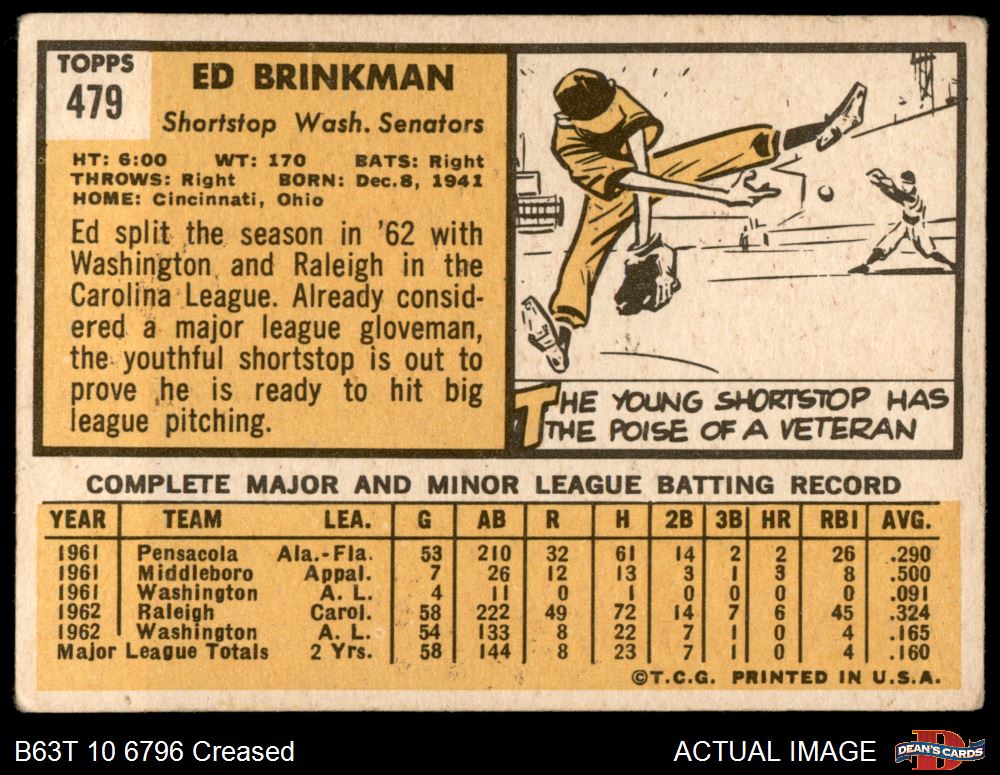 TOPPS
479
ED BRINKMAN
Shortstop Wash. Senators
HT: 6:00 WT: 170 BATS: Right
THROWS: Right BORN: Dec. 8, 1941
HOME: Cincinnati, Ohio
Ed split the season in '62 with
Washington and Raleigh in the
Carolina League. Already consid-
ered a major league gloveman,
the youthful shortstop is out to
prove he is ready to hit big
league pitching.
THE YOUNG SHORTSTOP HAS
THE POISE OF A VETERAN
COMPLETE MAJOR AND MINOR LEAGUE BATTING RECORD
YEAR TEAM LEA. G AB R H 2B 3B HR RBI AVG.
1961 Pensacola Ala.-Fla. 53 210 32 61 14 2 2 26 .290
1961 Middleboro Appal. 7 26 12 13 3 1 3 8 .500
1961 Washington A. L. 4 11 0 1 0 0 0 0 .091
1962 Raleigh Carol. 58 222 49 72 14 7 6 45 .324
1962 Washington A. L. 54 133 8 22 7 1 0 4 .165
Major League Totals 2 Yrs. 58 144 8 23 7 1 0 4 .160
©T.C.G. PRINTED IN U.S.A.
B63T 10 6796 Creased
ACTUAL IMAGE
D
DEAN'S CARDS